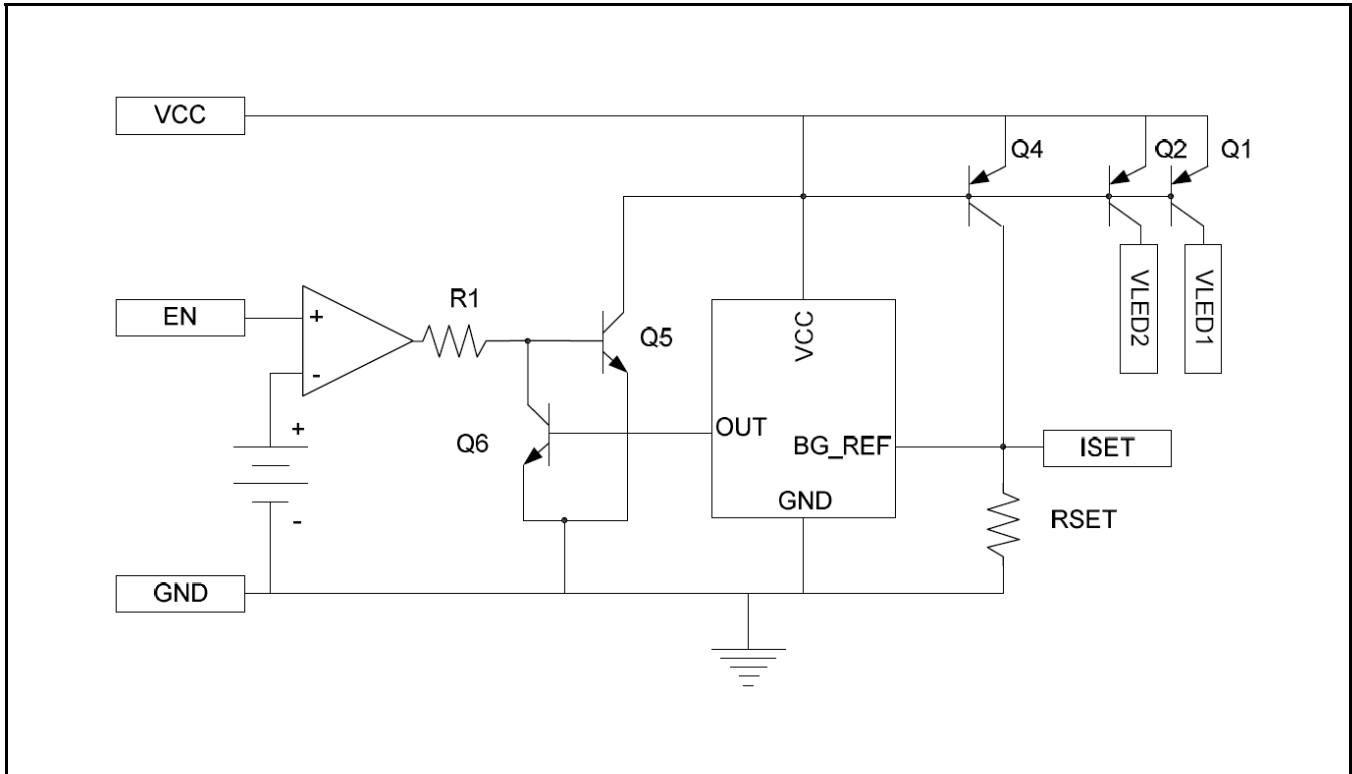 VCC
Q4
Q2
Q1
EN
+
-
R1
Q5
VCC
VLED2
VLED1
+
-
Q6
OUT
BG_REF
GND
ISET
RSET
GND